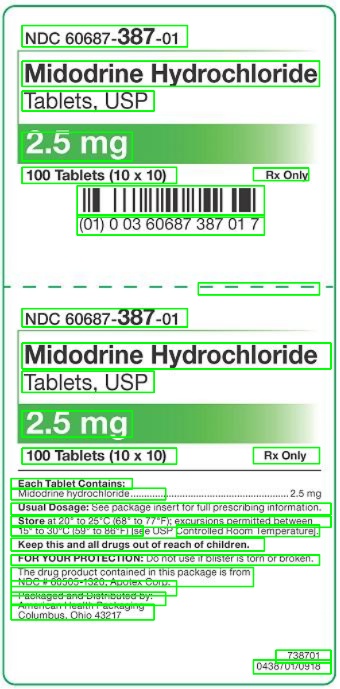 NDC 60687-387-01
Midodrine Hydrochloride
Tablets, USP
2.5 mg
100 Tablets (10 x 10) Rx Only
(01) 0 03 60687 387 01 7
NDC 60687-387-01
Midodrine Hydrochloride
Tablets, USP
2.5 mg
100 Tablets (10 x 10) Rx Only
Each Tablet Contains:
Midodrine hydrochloride.......................................................... 2.5 mg
Usual Dosage: See package insert for full prescribing information.
Store at 20° to 25°C (68° to 77°F); excursions permitted between
15° to 30°C (59° to 86°F) [see USP Controlled Room Temperature].
Keep this and all drugs out of reach of children.
FOR YOUR PROTECTION: Do not use if blister is torn or broken.
The drug product contained in this package is from
NDC # 60505-1320, Apotex Corp.
Packaged and Distributed by:
American Health Packaging
Columbus, Ohio 43217
738701
0438701/0918